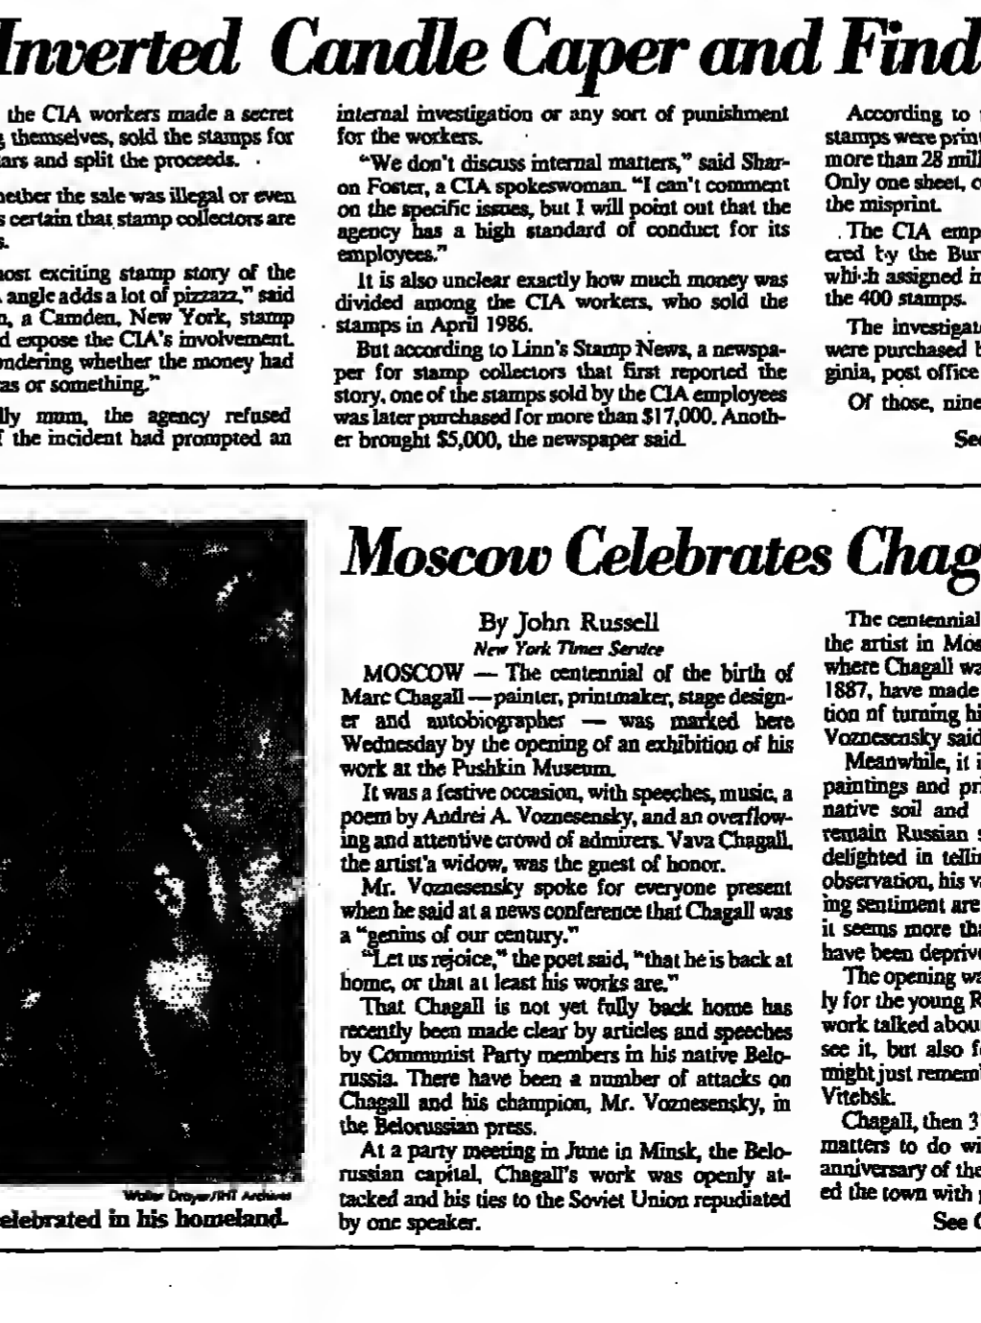 Inverted Candle Caper and Find
the CIA workers made a secret
themselves, sold the stamps for
ars and split the proceeds.
ether the sale was illegal or even
s certain that stamp collectors are
s.
ost exciting stamp story of the
angle adds a lot of pizzazz," said
n, a Camden, New York, stamp
d expose the CIA's involvement.
ndering whether the money had
as or something."
lly mum, the agency refused
f the incident had prompted an
internal investigation or any sort of punishment
for the workers.
"We don't discuss internal matters," said Shar-
on Foster, a CIA spokeswoman. "I can't comment
on the specific issues, but I will point out that the
agency has a high standard of conduct for its
employees."
It is also unclear exactly how much money was
divided among the CIA workers, who sold the
stamps in April 1986.
But according to Linn's Stamp News, a newspa-
per for stamp collectors that first reported the
story, one of the stamps sold by the CIA employees
was later purchased for more than $17,000. Anoth-
er brought $5,000, the newspaper said.
According to
stamps were prin
more than 28 mill
Only one sheet, c
the misprint.
The CIA emp
ered by the Bur
which assigned in
the 400 stamps.
The investigat
were purchased b
ginia, post office
Of those, nine
See
Walter Drayer/IHT Archives
elebrated in his homeland.
Moscow Celebrates Chag
By John Russell
New York Times Service
MOSCOW — The centennial of the birth of
Marc Chagall — painter, printmaker, stage design-
er and autobiographer — was marked here
Wednesday by the opening of an exhibition of his
work at the Pushkin Museum.
It was a festive occasion, with speeches, music, a
poem by Andrei A. Voznesensky, and an overflow-
ing and attentive crowd of admirers. Vava Chagall,
the artist's widow, was the guest of honor.
Mr. Voznesensky spoke for everyone present
when he said at a news conference that Chagall was
a "genius of our century."
"Let us rejoice," the poet said, "that he is back at
home, or that at least his works are."
That Chagall is not yet fully back home has
recently been made clear by articles and speeches
by Communist Party members in his native Belo-
russia. There have been a number of attacks on
Chagall and his champion, Mr. Voznesensky, in
the Belorussian press.
At a party meeting in June in Minsk, the Belo-
russian capital, Chagall's work was openly at-
tacked and his ties to the Soviet Union repudiated
by one speaker.
The centennial
the artist in Mos
where Chagall wa
1887, have made
tion of turning hi
Voznesensky said
Meanwhile, it i
paintings and pri
native soil and
remain Russian s
delighted in tellin
observation, his v
ing sentiment are
it seems more tha
have been deprive
The opening wa
ly for the young R
work talked abou
see it, but also f
might just rememb
Vitebsk.
Chagall, then 3
matters to do wi
anniversary of the
ed the town with
See C